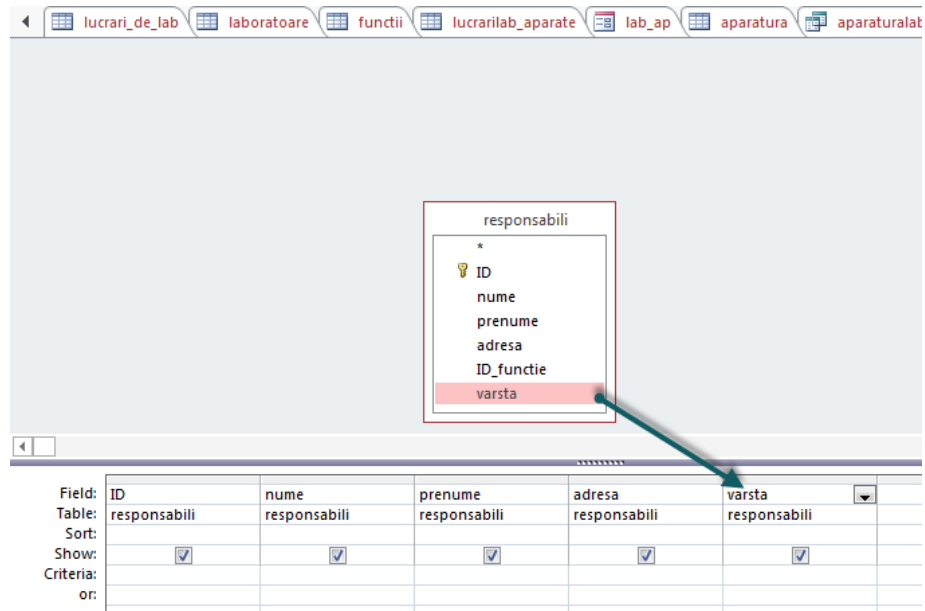 lucrari_de_lab laboratoare functii lucrarilab_aparate lab_ap aparatura aparaturalab
responsabili
*
ID
nume
prenume
adresa
ID_functie
varsta
Field: ID nume prenume adresa varsta
Table: responsabili responsabili responsabili responsabili responsabili
Sort:
Show:
Criteria:
or: